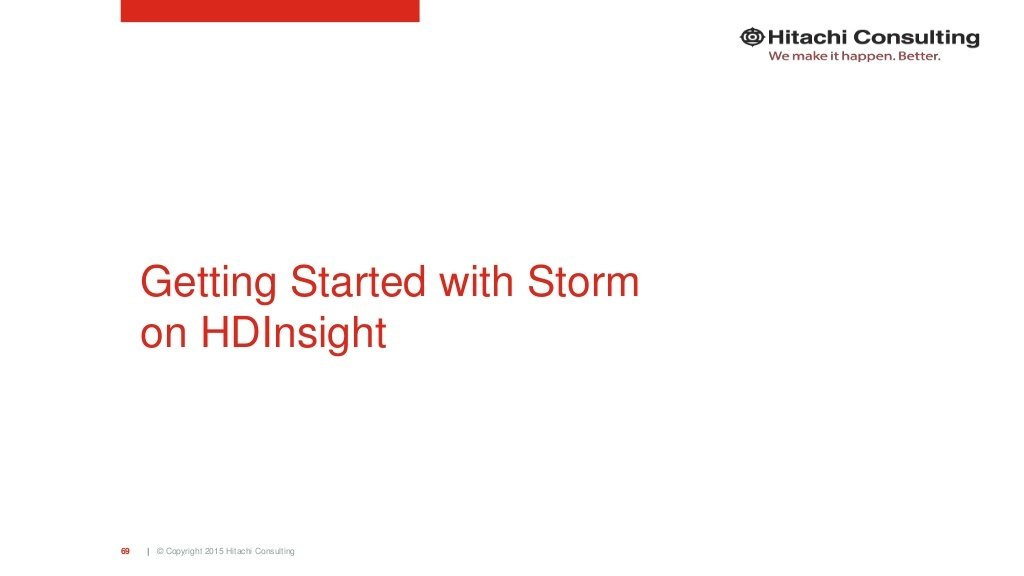 Hitachi Consulting
We make it happen. Better.
Getting Started with Storm
on HDInsight
69 | © Copyright 2015 Hitachi Consulting